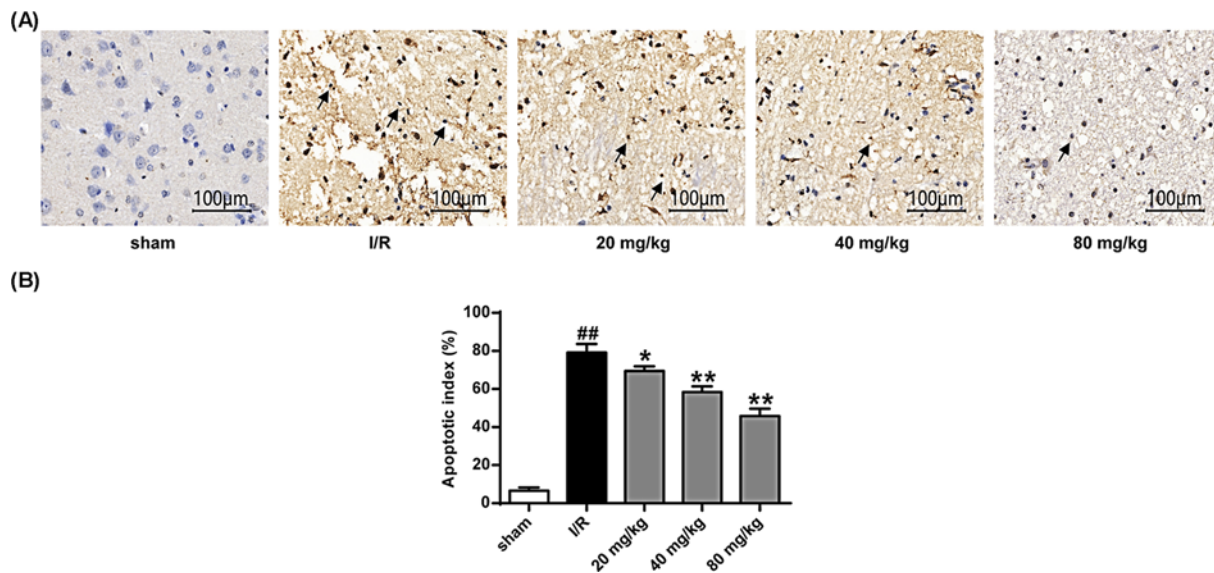 (A)
100µm 100µm 100µm 100µm 100µm
sham I/R 20 mg/kg 40 mg/kg 80 mg/kg
(B)
Apoptotic index (%)
100
80
60
40
20
0
## * ** **
sham I/R 20 mg/kg 40 mg/kg 80 mg/kg